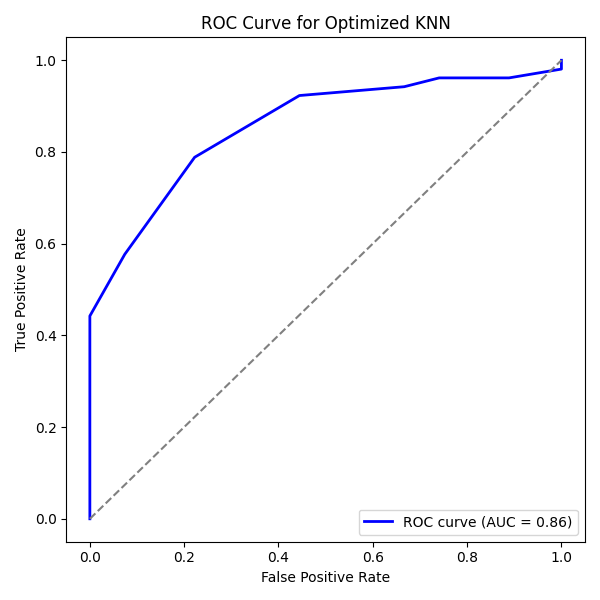 ROC Curve for Optimized KNN
1.0
0.8
0.6
0.4
0.2
0.0
True Positive Rate
ROC curve (AUC = 0.86)
0.0 0.2 0.4 0.6 0.8 1.0
False Positive Rate